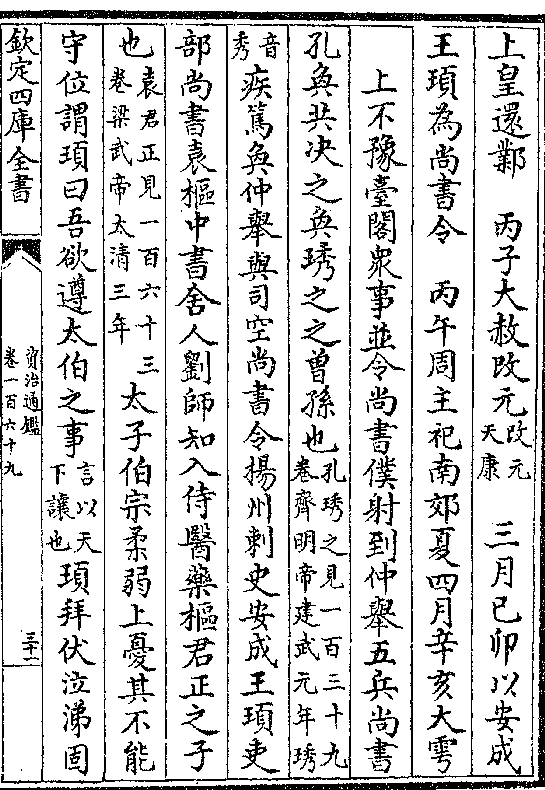 上皇還鄴　丙子大赦改元改元天康　三月己卯以安成
王頊為尚書令　丙午周主祀南郊夏四月辛亥大雩
上不豫臺閣衆事並令尚書僕射到仲舉五兵尚書
孔奐共决之奐琇之之曽孫也孔琇之見一百三十九卷齊明帝建武元年琇
音秀疾篤奐仲舉與司空尚書令揚州刺史安成王頊吏
部尚書袁樞中書舍人劉師知入侍醫藥樞君正之子
也袁君正見一百六十三卷梁武帝太清三年太子伯宗柔弱上憂其不能
守位謂頊曰吾欲遵太伯之事言以天下讓也頊拜伏泣涕固
欽定四庫全書
資治通鑑
卷一百六十九
三十一